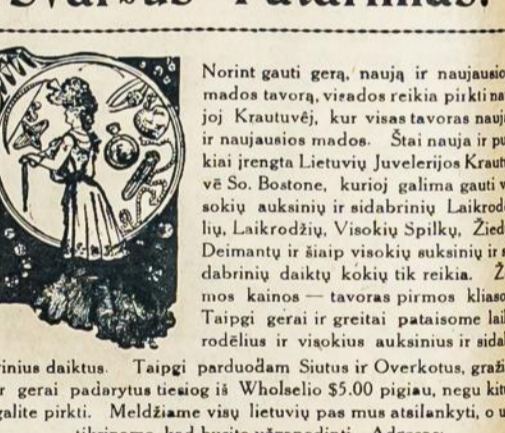 Svarbus Patarimas.
Norint gauti gerą, naują ir naujausio
mados tavorą, visados reikia pirkti na
joj Krautuvėj, kur visas tavoras nauj
ir naujausios mados. Štai nauja ir pu
kiai įrengta Lietuvių Juvelerijos Kraut
vė So. Bostone, kurioj galima gauti v
sokių auksinių ir sidabrinių Laikrod
lių, Laikrodžių, Visokių Spilkų, Žied
Deimantų ir šiaip visokių suksinių ir s
dabrinių daiktų kokių tik reikia. Ž
mos kainos — tavoras pirmos kliaso
Taipgi gerai ir greitai pataisome lai
rodėlius ir visokius auksinius ir sida
rinius daiktus. Taipgi parduodam Siutus ir Overkotus, graži
r gerai padarytus tiesiog iš Wholselio $5.00 pigiau, negu kit
galite pirkti. Meldžiame visų lietuvių pas mus atsilankyti, o u